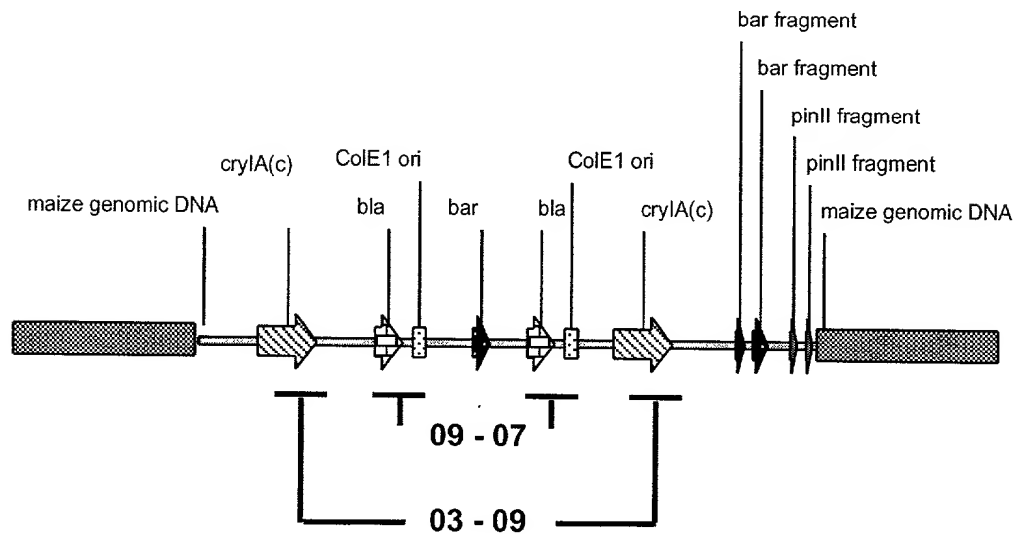 bar fragment
bar fragment
pinII fragment
pinII fragment
cryIA(c)
ColE1 ori
ColE1 ori
maize genomic DNA
bla
bar
bla
cryIA(c)
maize genomic DNA
09 - 07
03 - 09